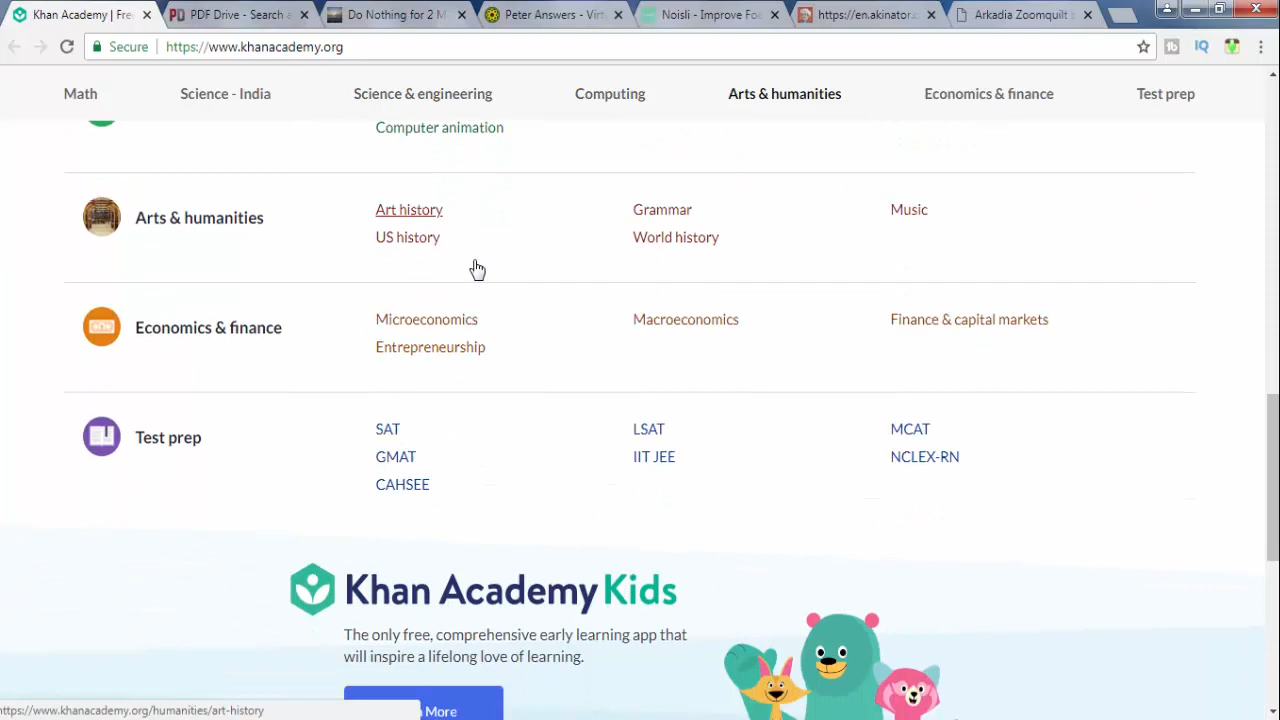 Khan Academy | Free
PDF Drive - Search a
Do Nothing for 2 M
Peter Answers - Virtu
Noisli - Improve Fo
https://en.akinator.c
Arkadia Zoomquilt
Secure
https://www.khanacademy.org
Math
Science - India
Science & engineering
Computing
Arts & humanities
Economics & finance
Test prep
Computer animation
Arts & humanities
Art history
Grammar
Music
US history
World history
Economics & finance
Microeconomics
Macroeconomics
Finance & capital markets
Entrepreneurship
Test prep
SAT
LSAT
MCAT
GMAT
IIT JEE
NCLEX-RN
CAHSEE
Khan Academy Kids
The only free, comprehensive early learning app that
will inspire a lifelong love of learning.
More
https://www.khanacademy.org/humanities/art-history